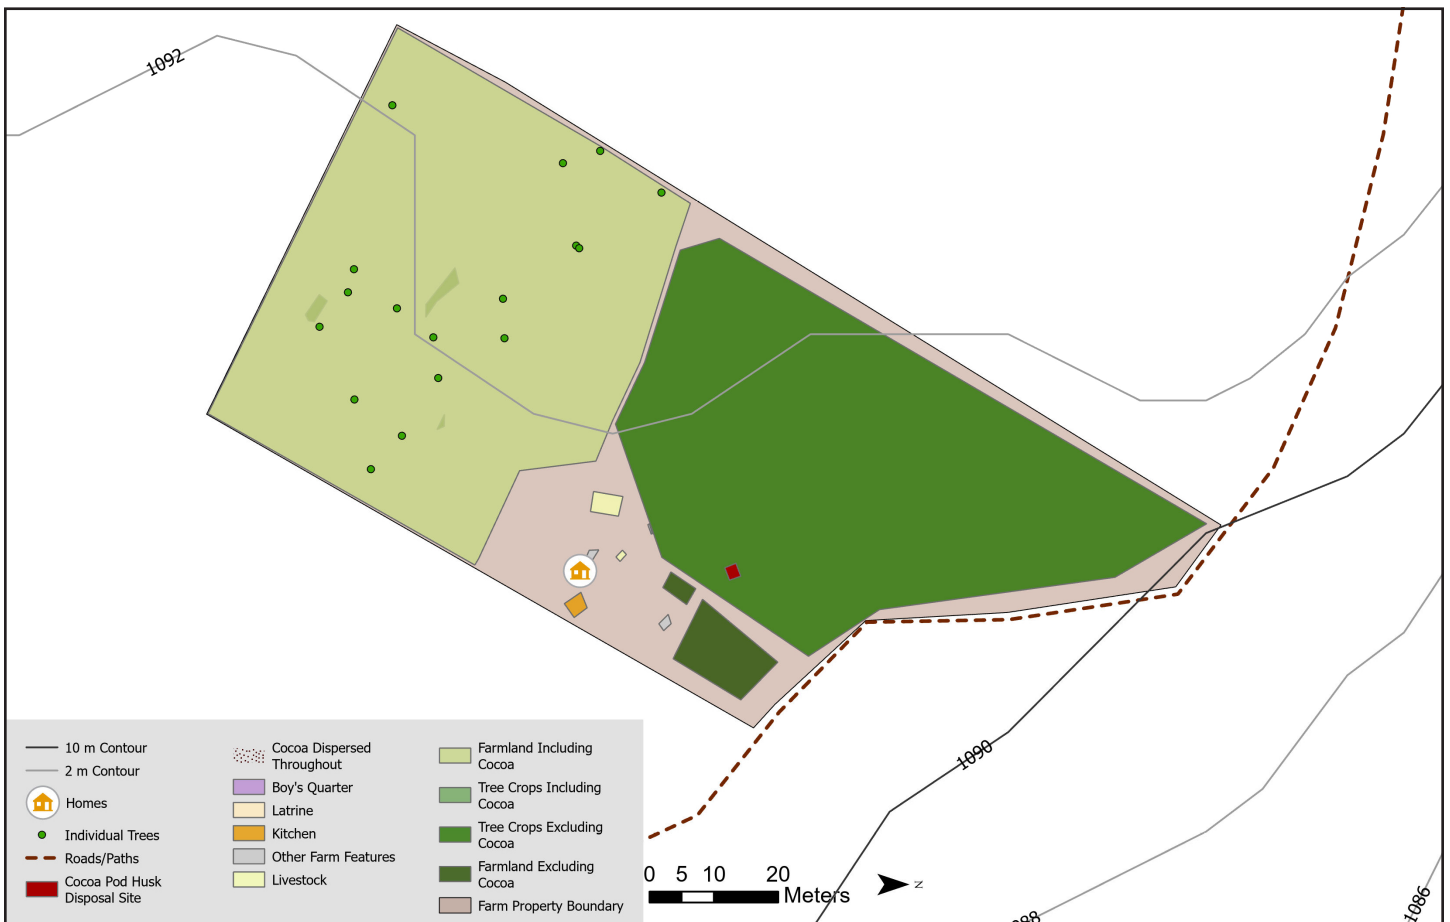 1092
1090
1086
10 m Contour
2 m Contour
Homes
Individual Trees
Roads/Paths
Cocoa Pod Husk
Disposal Site
Cocoa Dispersed
Throughout
Boy's Quarter
Latrine
Kitchen
Other Farm Features
Livestock
Farmland Including
Cocoa
Tree Crops Including
Cocoa
Tree Crops Excluding
Cocoa
Farmland Excluding
Cocoa
Farm Property Boundary
0 5 10 20
Meters
N